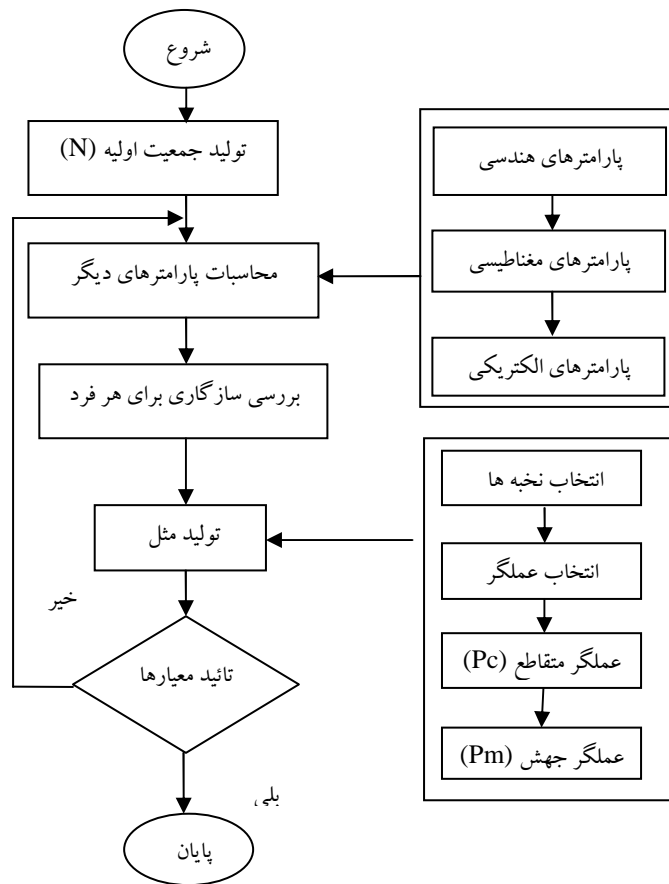 شروع
تولید جمعیت اولیه (N)
محاسبات پارامترهای دیگر
بررسی سازگاری برای هر فرد
تولید مثل
خیر
تائید معیارها
بلی
پایان
پارامترهای هندسی
پارامترهای مغناطیسی
پارامترهای الکتریکی
انتخاب نخبه ها
انتخاب عملگر
عملگر متقاطع (Pc)
عملگر جهش (Pm)